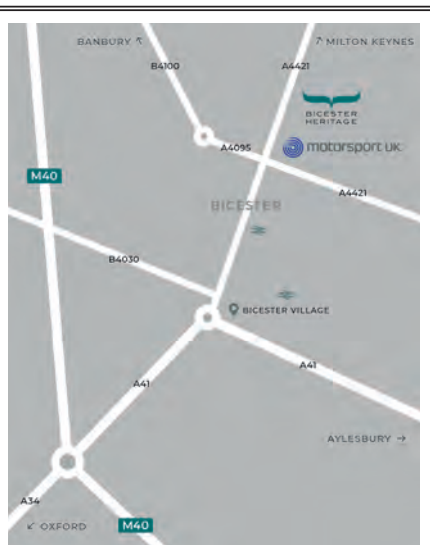 BANBURY ↖
↗ MILTON KEYNES
B4100
A4421
BICESTER
HERITAGE
A4095
motorsport UK
M40
A4421
BICESTER
B4030
BICESTER VILLAGE
A41
A41
AYLESBURY →
A34
↙ OXFORD
M40